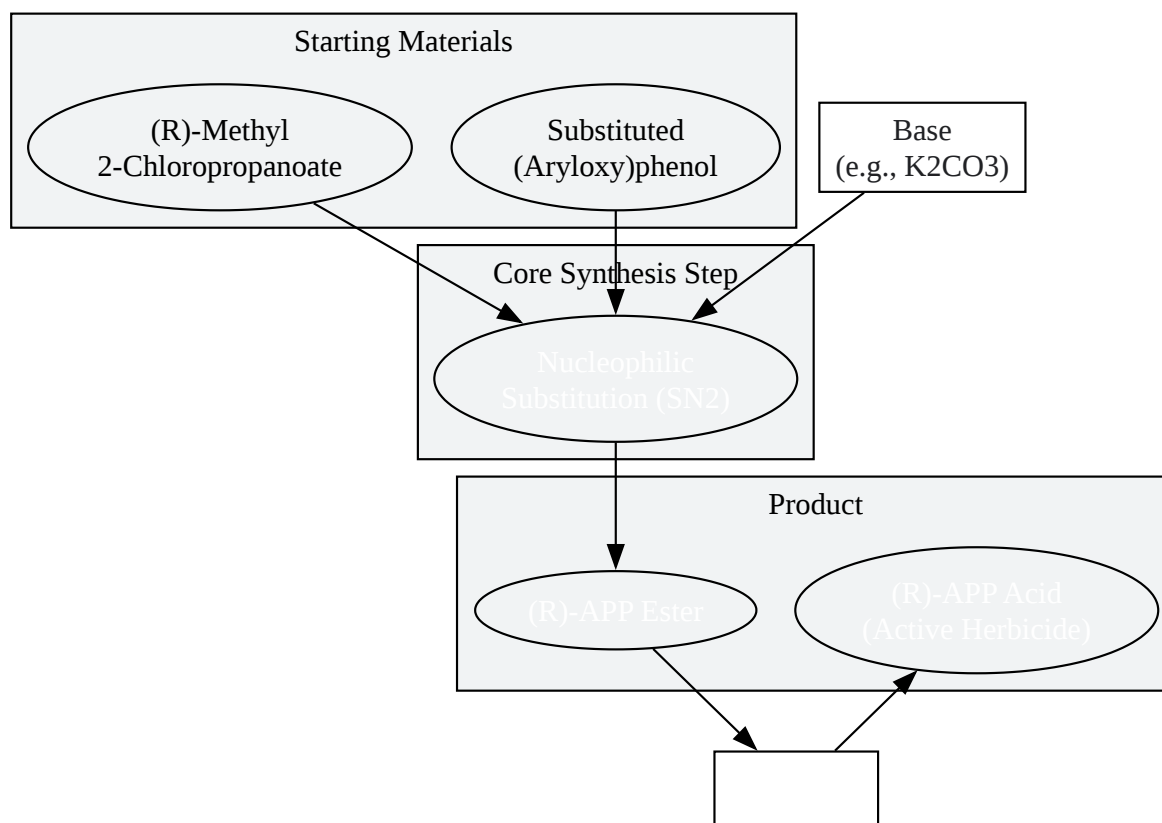 Starting Materials
(R)-Methyl
2-Chloropropanoate
Substituted
(Aryloxy)phenol
Base
(e.g., K2CO3)
Core Synthesis Step
Nucleophilic
Substitution (SN2)
Product
(R)-APP Ester
(R)-APP Acid
(Active Herbicide)